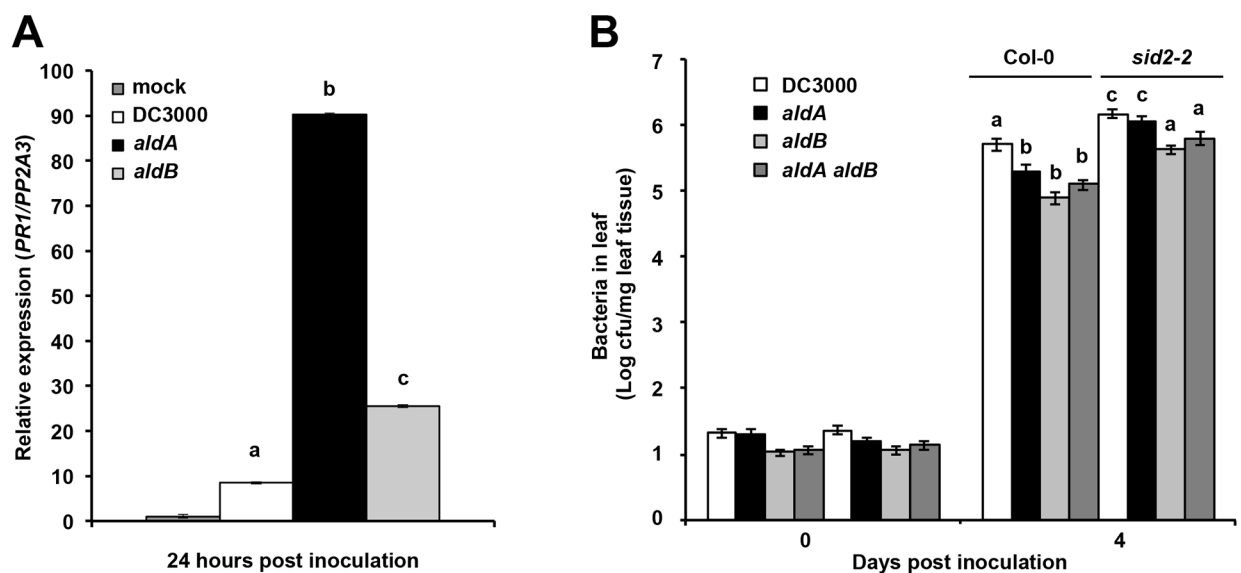 A
Relative expression (PR1/PP2A3)
100
90
80
70
60
50
40
30
20
10
0
mock
DC3000
aldA
aldB
a
b
c
24 hours post inoculation
B
Bacteria in leaf
(Log cfu/mg leaf tissue)
7
6
5
4
3
2
1
0
DC3000
aldA
aldB
aldA aldB
Col-0
sid2-2
a
b
b
b
c
c
a
a
0
4
Days post inoculation